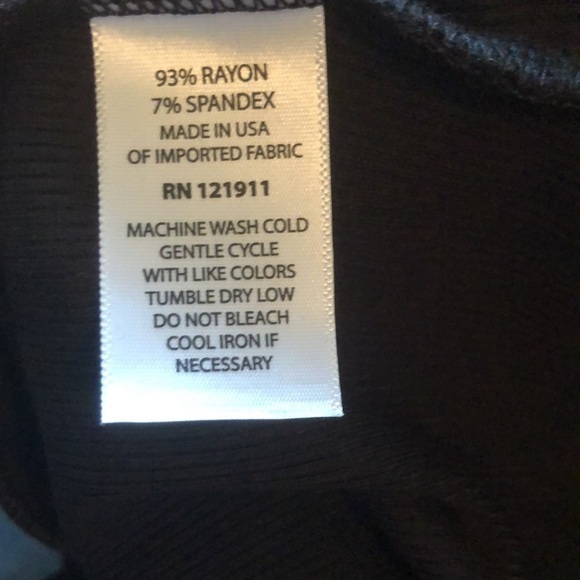 93% RAYON
7% SPANDEX
MADE IN USA
OF IMPORTED FABRIC
RN 121911
MACHINE WASH COLD
GENTLE CYCLE
WITH LIKE COLORS
TUMBLE DRY LOW
DO NOT BLEACH
COOL IRON IF
NECESSARY